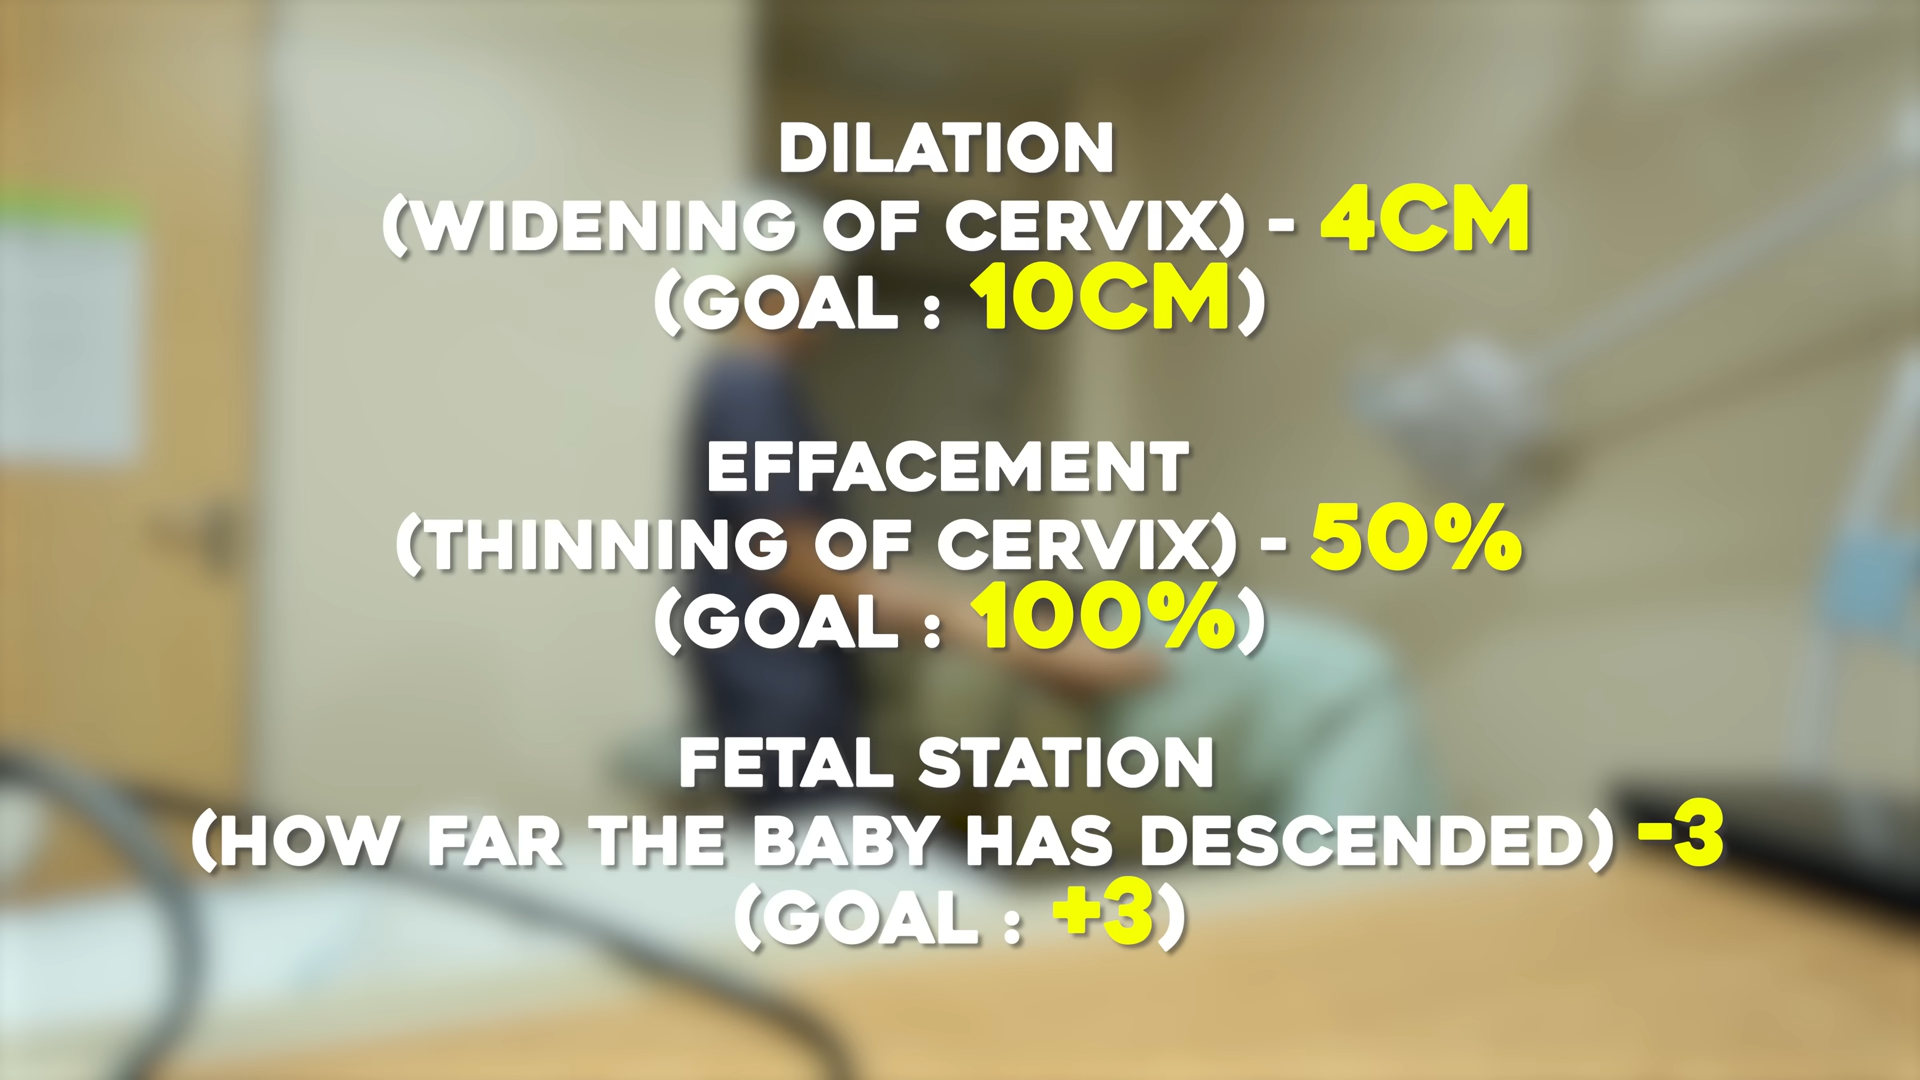 DILATION
(WIDENING OF CERVIX) - 4CM
(GOAL : 10CM)
EFFACEMENT
(THINNING OF CERVIX) - 50%
(GOAL : 100%)
FETAL STATION
(HOW FAR THE BABY HAS DESCENDED) -3
(GOAL : +3)